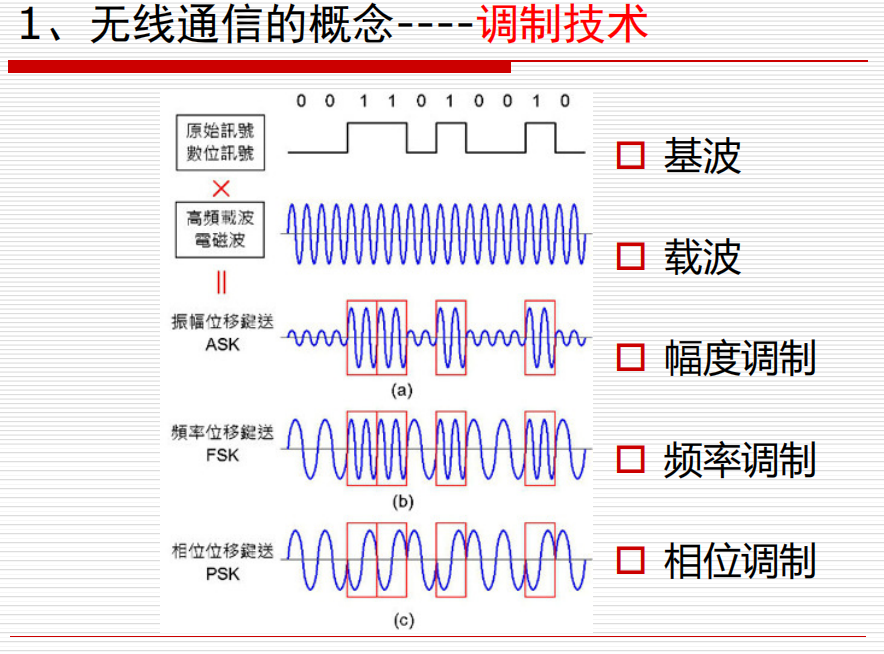 1、无线通信的概念----调制技术
0 0 1 1 0 1 0 0 1 0
原始訊號
數位訊號
×
高頻載波
電磁波
=
振幅位移鍵送
ASK
(a)
頻率位移鍵送
FSK
(b)
相位位移鍵送
PSK
(c)
基波
载波
幅度调制
频率调制
相位调制